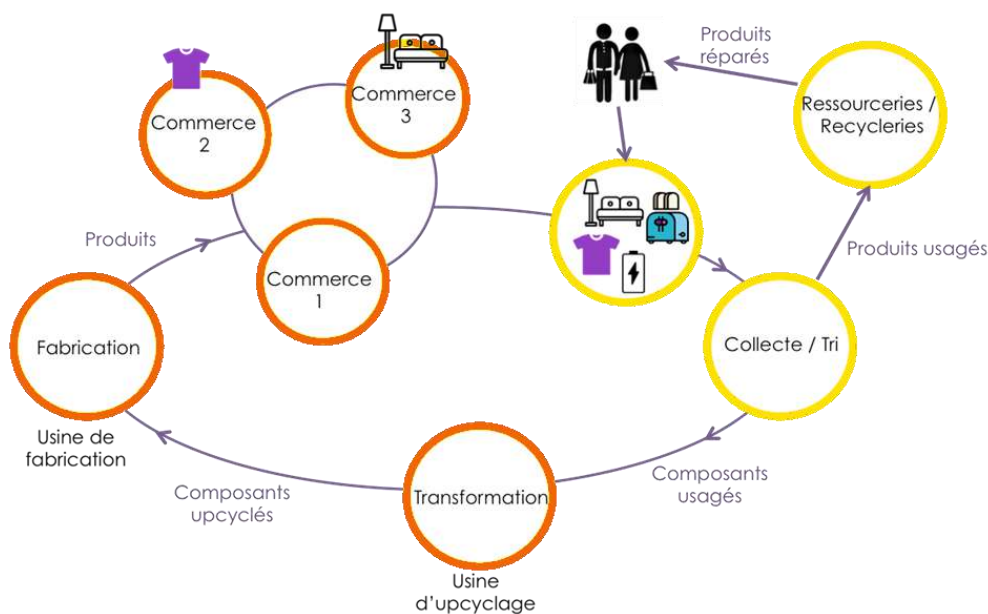 Produits
réparés
Ressourceries /
Recycleries
Commerce
2
Commerce
3
Commerce
1
Produits
Produits usagés
Fabrication
Collecte / Tri
Usine de
fabrication
Composants
upcyclés
Transformation
Composants
usagés
Usine
d'upcyclage